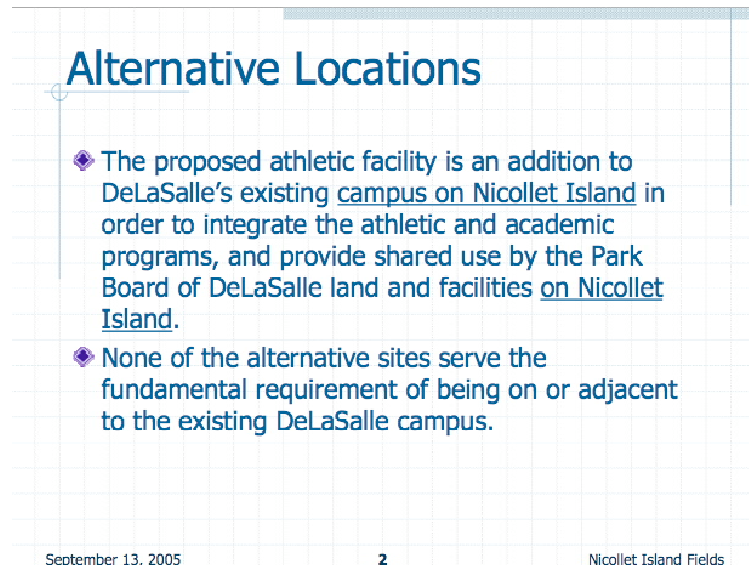 Alternative Locations
The proposed athletic facility is an addition to
DeLaSalle's existing campus on Nicollet Island in
order to integrate the athletic and academic
programs, and provide shared use by the Park
Board of DeLaSalle land and facilities on Nicollet
Island.
None of the alternative sites serve the
fundamental requirement of being on or adjacent
to the existing DeLaSalle campus.
September 13, 2005
2
Nicollet Island Fields